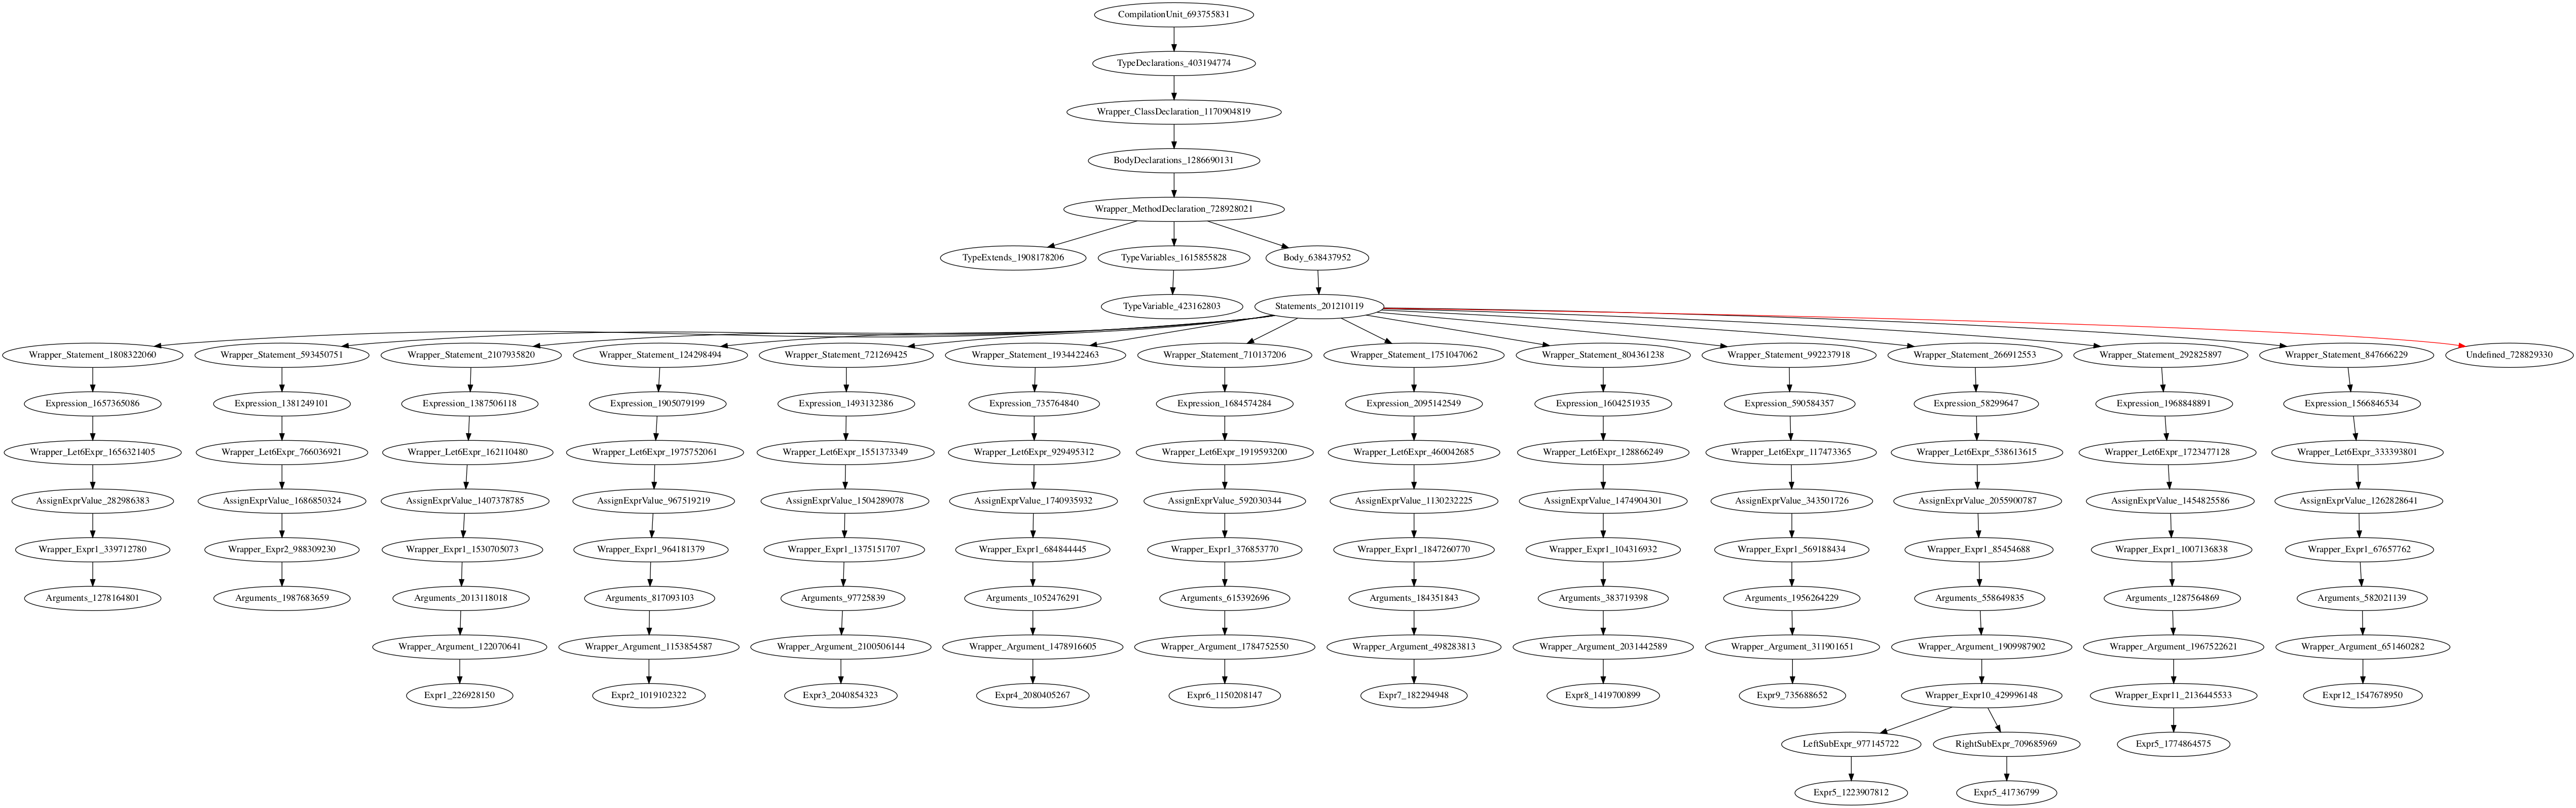 CompilationUnit_693755831
TypeDeclarations_403194774
Wrapper_ClassDeclaration_1170904819
BodyDeclarations_1286690131
Wrapper_MethodDeclaration_728928021
TypeExtends_1908178206 TypeVariables_1615855828 Body_638437952
TypeVariable_423162803 Statements_201210119
Wrapper_Statement_1808322060 Wrapper_Statement_593450751 Wrapper_Statement_2107935820 Wrapper_Statement_124298494 Wrapper_Statement_721269425 Wrapper_Statement_1934422463 Wrapper_Statement_710137206 Wrapper_Statement_1751047062 Wrapper_Statement_804361238 Wrapper_Statement_992237918 Wrapper_Statement_266912553 Wrapper_Statement_292825897 Wrapper_Statement_847666229 Undefined_728829330
Expression_1657365086 Expression_1381249101 Expression_1387506118 Expression_1905079199 Expression_1493132386 Expression_735764840 Expression_1684574284 Expression_2095142549 Expression_1604251935 Expression_590584357 Expression_58299647 Expression_1968848891 Expression_1566846534
Wrapper_Let6Expr_1656321405 Wrapper_Let6Expr_766036921 Wrapper_Let6Expr_162110480 Wrapper_Let6Expr_1975752061 Wrapper_Let6Expr_1551373349 Wrapper_Let6Expr_929495312 Wrapper_Let6Expr_1919593200 Wrapper_Let6Expr_460042685 Wrapper_Let6Expr_128866249 Wrapper_Let6Expr_117473365 Wrapper_Let6Expr_538613615 Wrapper_Let6Expr_1723477128 Wrapper_Let6Expr_333393801
AssignExprValue_282986383 AssignExprValue_1686850324 AssignExprValue_1407378785 AssignExprValue_967519219 AssignExprValue_1504289078 AssignExprValue_1740935932 AssignExprValue_592030344 AssignExprValue_1130232225 AssignExprValue_1474904301 AssignExprValue_343501726 AssignExprValue_2055900787 AssignExprValue_1454825586 AssignExprValue_1262828641
Wrapper_Expr1_339712780 Wrapper_Expr2_988309230 Wrapper_Expr1_1530705073 Wrapper_Expr1_964181379 Wrapper_Expr1_1375151707 Wrapper_Expr1_684844445 Wrapper_Expr1_376853770 Wrapper_Expr1_1847260770 Wrapper_Expr1_104316932 Wrapper_Expr1_569188434 Wrapper_Expr1_85454688 Wrapper_Expr1_1007136838 Wrapper_Expr1_67657762
Arguments_1278164801 Arguments_1987683659 Arguments_2013118018 Arguments_817093103 Arguments_97725839 Arguments_1052476291 Arguments_615392696 Arguments_184351843 Arguments_383719398 Arguments_1956264229 Arguments_558649835 Arguments_1287564869 Arguments_582021139
Wrapper_Argument_122070641 Wrapper_Argument_1153854587 Wrapper_Argument_2100506144 Wrapper_Argument_1478916605 Wrapper_Argument_1784752550 Wrapper_Argument_498283813 Wrapper_Argument_2031442589 Wrapper_Argument_311901651 Wrapper_Argument_1909987902 Wrapper_Argument_1967522621 Wrapper_Argument_651460282
Expr1_226928150 Expr2_1019102322 Expr3_2040854323 Expr4_2080405267 Expr6_1150208147 Expr7_182294948 Expr8_1419700899 Expr9_735688652 Wrapper_Expr10_429996148 Wrapper_Expr11_2136445533 Expr12_1547678950
LeftSubExpr_977145722 RightSubExpr_709685969 Expr5_1774864575
Expr5_1223907812 Expr5_41736799